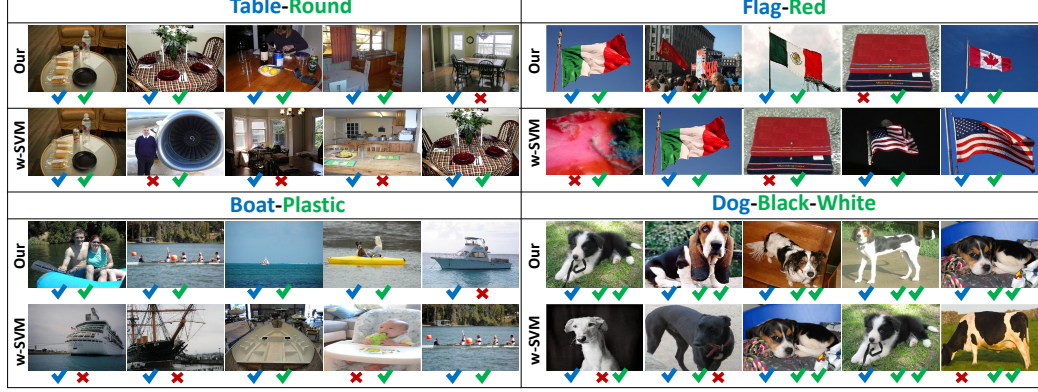 Table-Round
Flag-Red
Our
Our
w-SVM
w-SVM
Boat-Plastic
Dog-Black-White
Our
Our
w-SVM
w-SVM